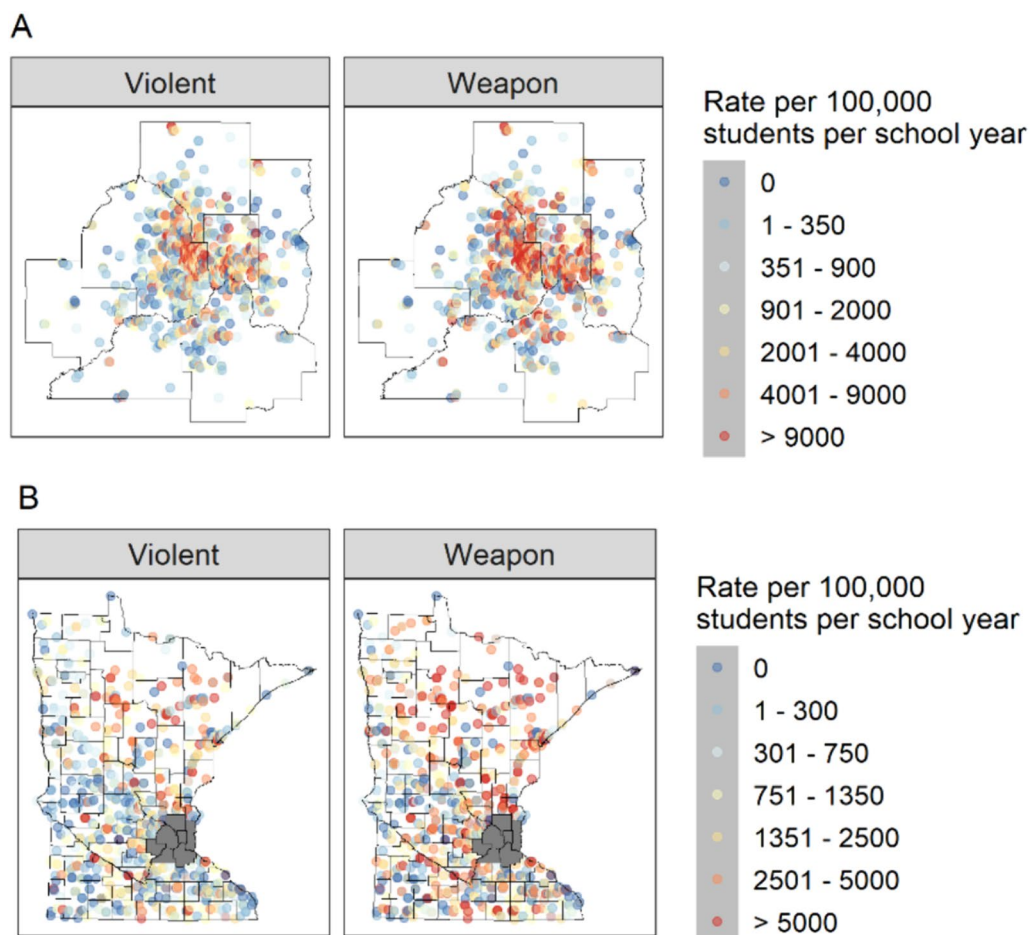 A
Violent
Weapon
Rate per 100,000
students per school year
0
1 - 350
351 - 900
901 - 2000
2001 - 4000
4001 - 9000
> 9000
B
Violent
Weapon
Rate per 100,000
students per school year
0
1 - 300
301 - 750
751 - 1350
1351 - 2500
2501 - 5000
> 5000